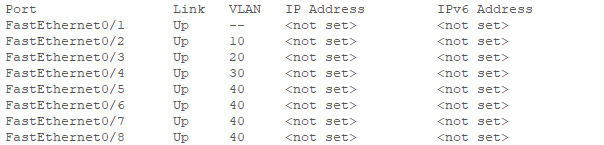 Port Link VLAN IP Address IPv6 Address
FastEthernet0/1 Up -- <not set> <not set>
FastEthernet0/2 Up 10 <not set> <not set>
FastEthernet0/3 Up 20 <not set> <not set>
FastEthernet0/4 Up 30 <not set> <not set>
FastEthernet0/5 Up 40 <not set> <not set>
FastEthernet0/6 Up 40 <not set> <not set>
FastEthernet0/7 Up 40 <not set> <not set>
FastEthernet0/8 Up 40 <not set> <not set>